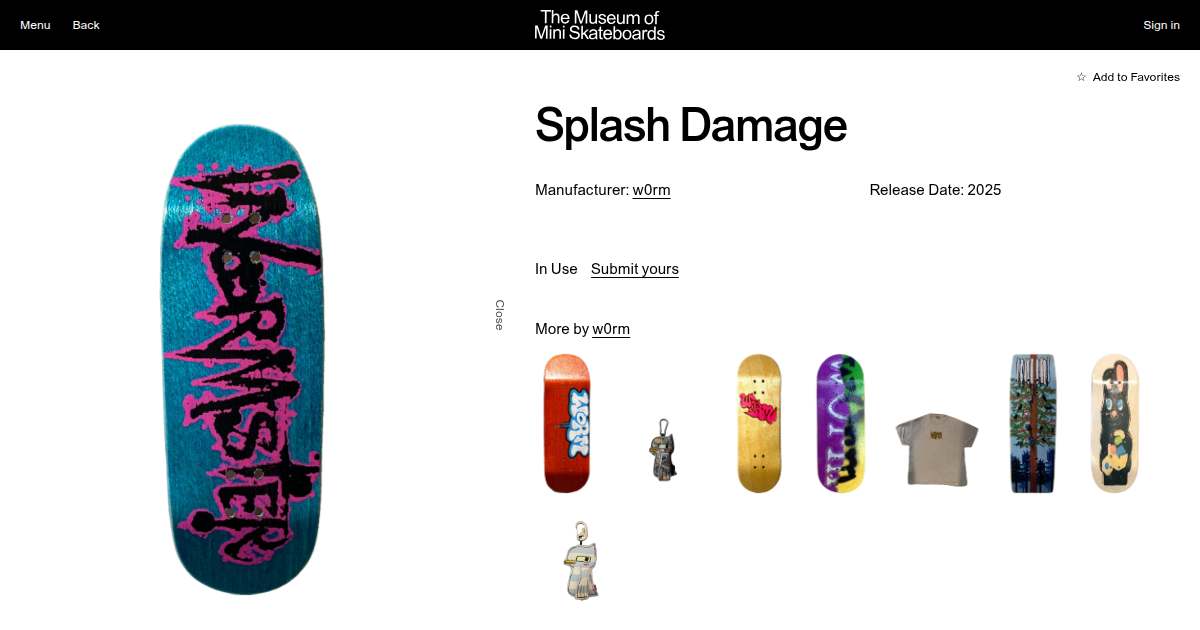 Menu
Back
The Museum of
Mini Skateboards
Sign in
☆ Add to Favorites
Splash Damage
Manufacturer: w0rm
Release Date: 2025
In Use Submit yours
Close
More by w0rm